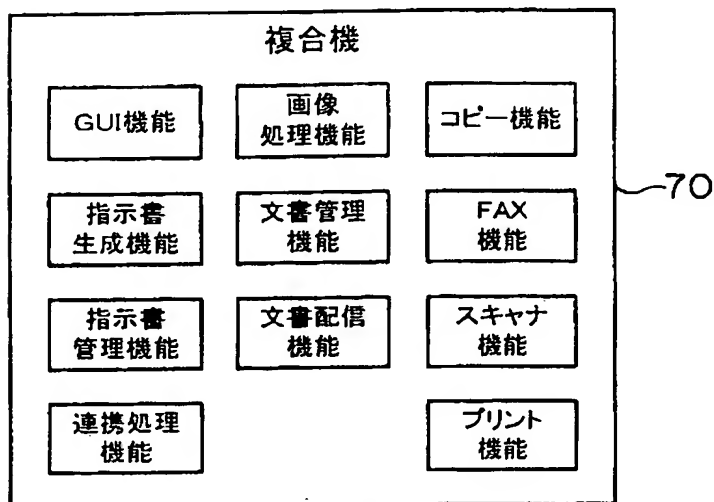 複合機
GUI機能
画像
処理機能
コピー機能
70
指示書
生成機能
文書管理
機能
FAX
機能
指示書
管理機能
文書配信
機能
スキャナ
機能
連携処理
機能
プリント
機能